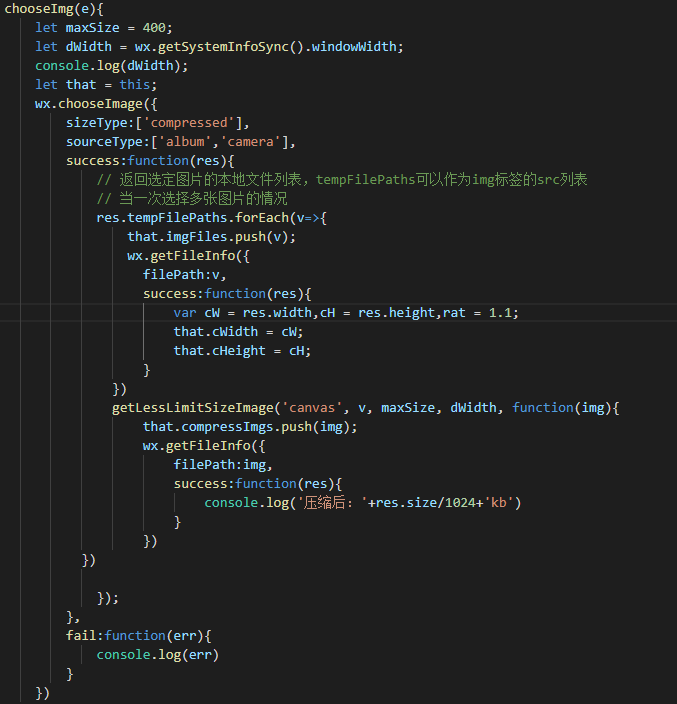 chooseImg(e){
let maxSize = 400;
let dWidth = wx.getSystemInfoSync().windowWidth;
console.log(dWidth);
let that = this;
wx.chooseImage({
sizeType:['compressed'],
sourceType:['album','camera'],
success:function(res){
// 返回选定图片的本地文件列表，tempFilePaths可以作为img标签的src列表
// 当一次选择多张图片的情况
res.tempFilePaths.forEach(v=>{
that.imgFiles.push(v);
wx.getFileInfo({
filePath:v,
success:function(res){
var cW = res.width,cH = res.height,rat = 1.1;
that.cWidth = cW;
that.cHeight = cH;
}
})
getLessLimitSizeImage('canvas', v, maxSize, dWidth, function(img){
that.compressImgs.push(img);
wx.getFileInfo({
filePath:img,
success:function(res){
console.log('压缩后：'+res.size/1024+'kb')
}
})
})
});
},
fail:function(err){
console.log(err)
}
})